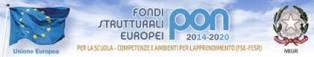 FONDI
STRUTTURALI
EUROPEI
pon
2014-2020
Unione Europea
PER LA SCUOLA - COMPETENZE E AMBIENTI PER L'APPRENDIMENTO (FSE-FESR)
MIUR